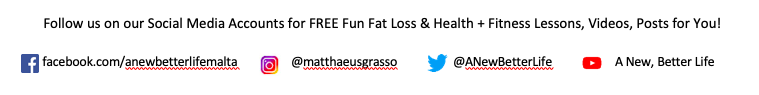 Follow us on our Social Media Accounts for FREE Fun Fat Loss & Health + Fitness Lessons, Videos, Posts for You!
facebook.com/anewbetterlifemalta @matthaeusgrasso @ANewBetterLife A New, Better Life